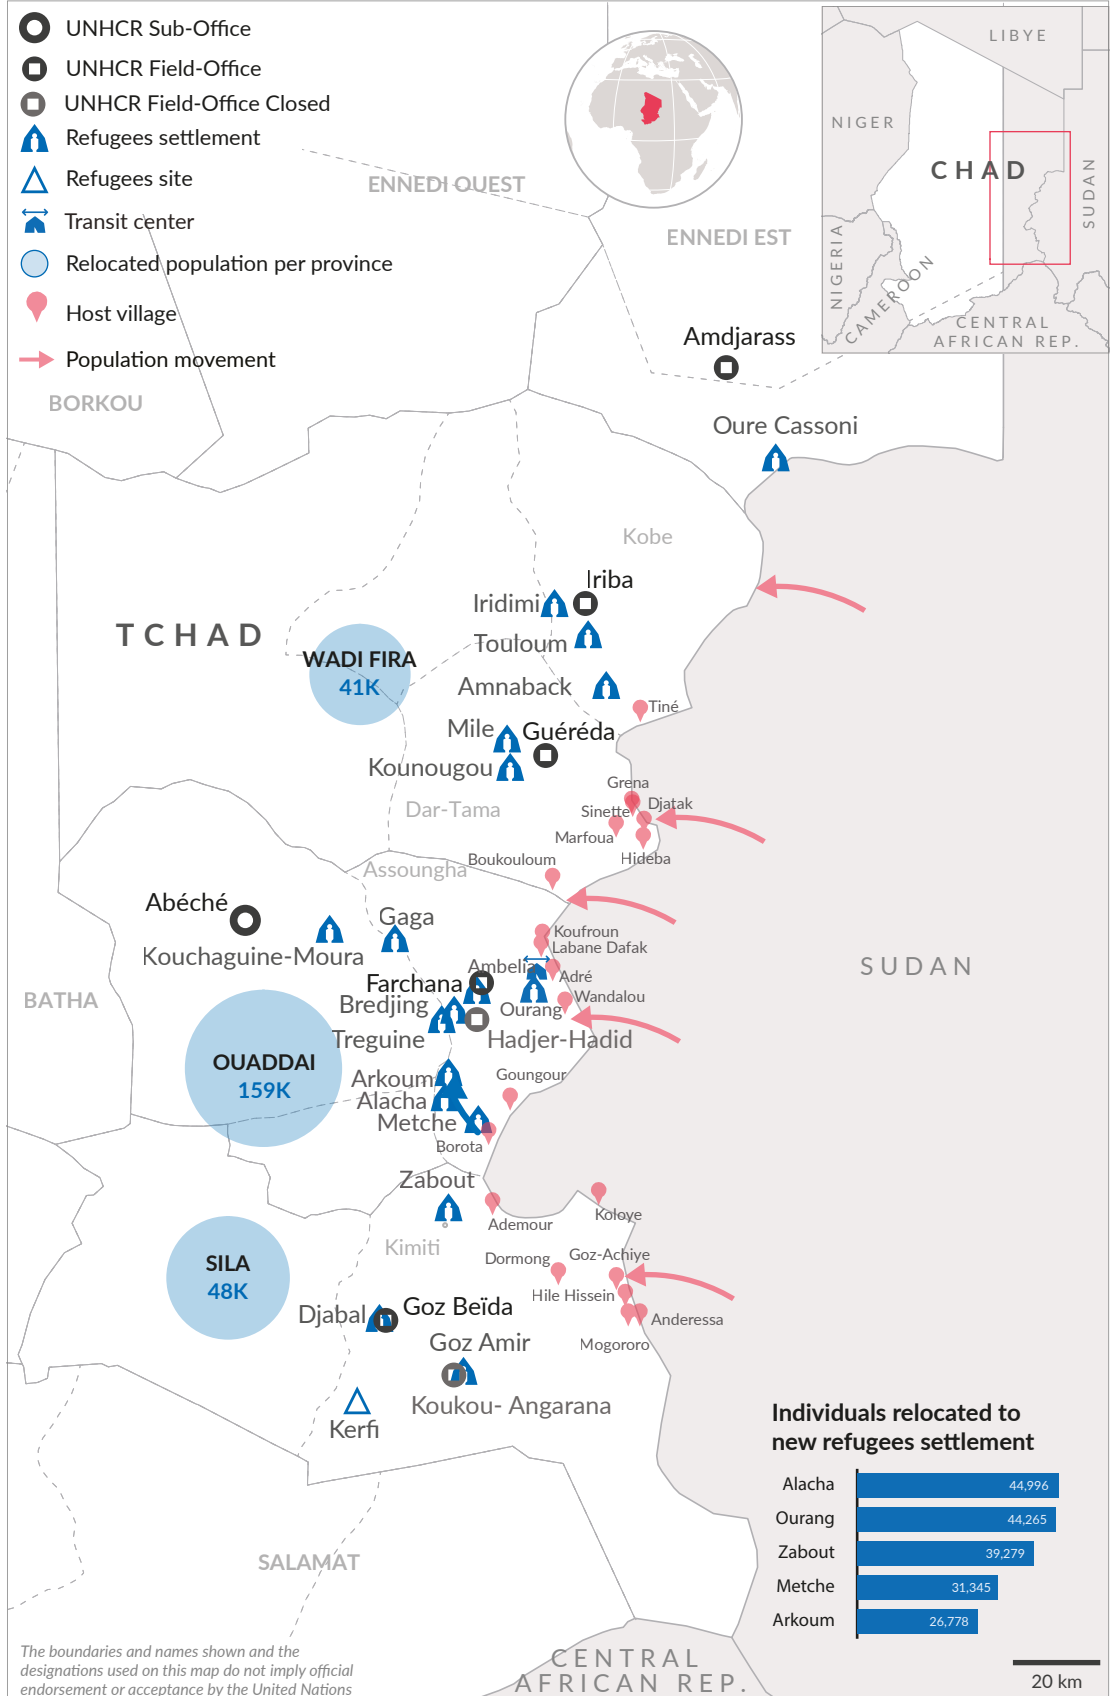 UNHCR Sub-Office
UNHCR Field-Office
UNHCR Field-Office Closed
Refugees settlement
Refugees site
Transit center
Relocated population per province
Host village
Population movement
LIBYE
NIGER
CHAD
SUDAN
NIGERIA
CAMEROON
CENTRAL
AFRICAN REP.
ENNEDI OUEST
ENNEDI EST
Amdjarass
BORKOU
Oure Cassoni
Kobe
Iriba
Iridimi
TCHAD
Touloum
WADI FIRA
41K
Amnaback
Tiné
Mile
Guéréda
Kounougou
Grena
Dar-Tama
Sinette
Djatak
Marfoua
Hideba
Boukouloum
Assoungha
Abéché
Gaga
Koufroun
Kouchaguine-Moura
Labane Dafak
Ambelia
Adré
SUDAN
Farchana
BATHA
Bredjing
Wandalou
Ourang
Treguine
Hadjer-Hadid
OUADDAI
159K
Arkoum
Goungour
Alacha
Metche
Borota
Zabout
Ademour
Koloye
Kimiti
Dormong
Goz-Achiye
SILA
48K
Hile Hissein
Djabal
Goz Beïda
Anderessa
Goz Amir
Mogororo
Koukou- Angarana
Kerfi
Individuals relocated to
new refugees settlement
Alacha 44,996
Ourang 44,265
Zabout 39,279
Metche 31,345
Arkoum 26,778
SALAMAT
CENTRAL
AFRICAN REP.
20 km
The boundaries and names shown and the
designations used on this map do not imply official
endorsement or acceptance by the United Nations